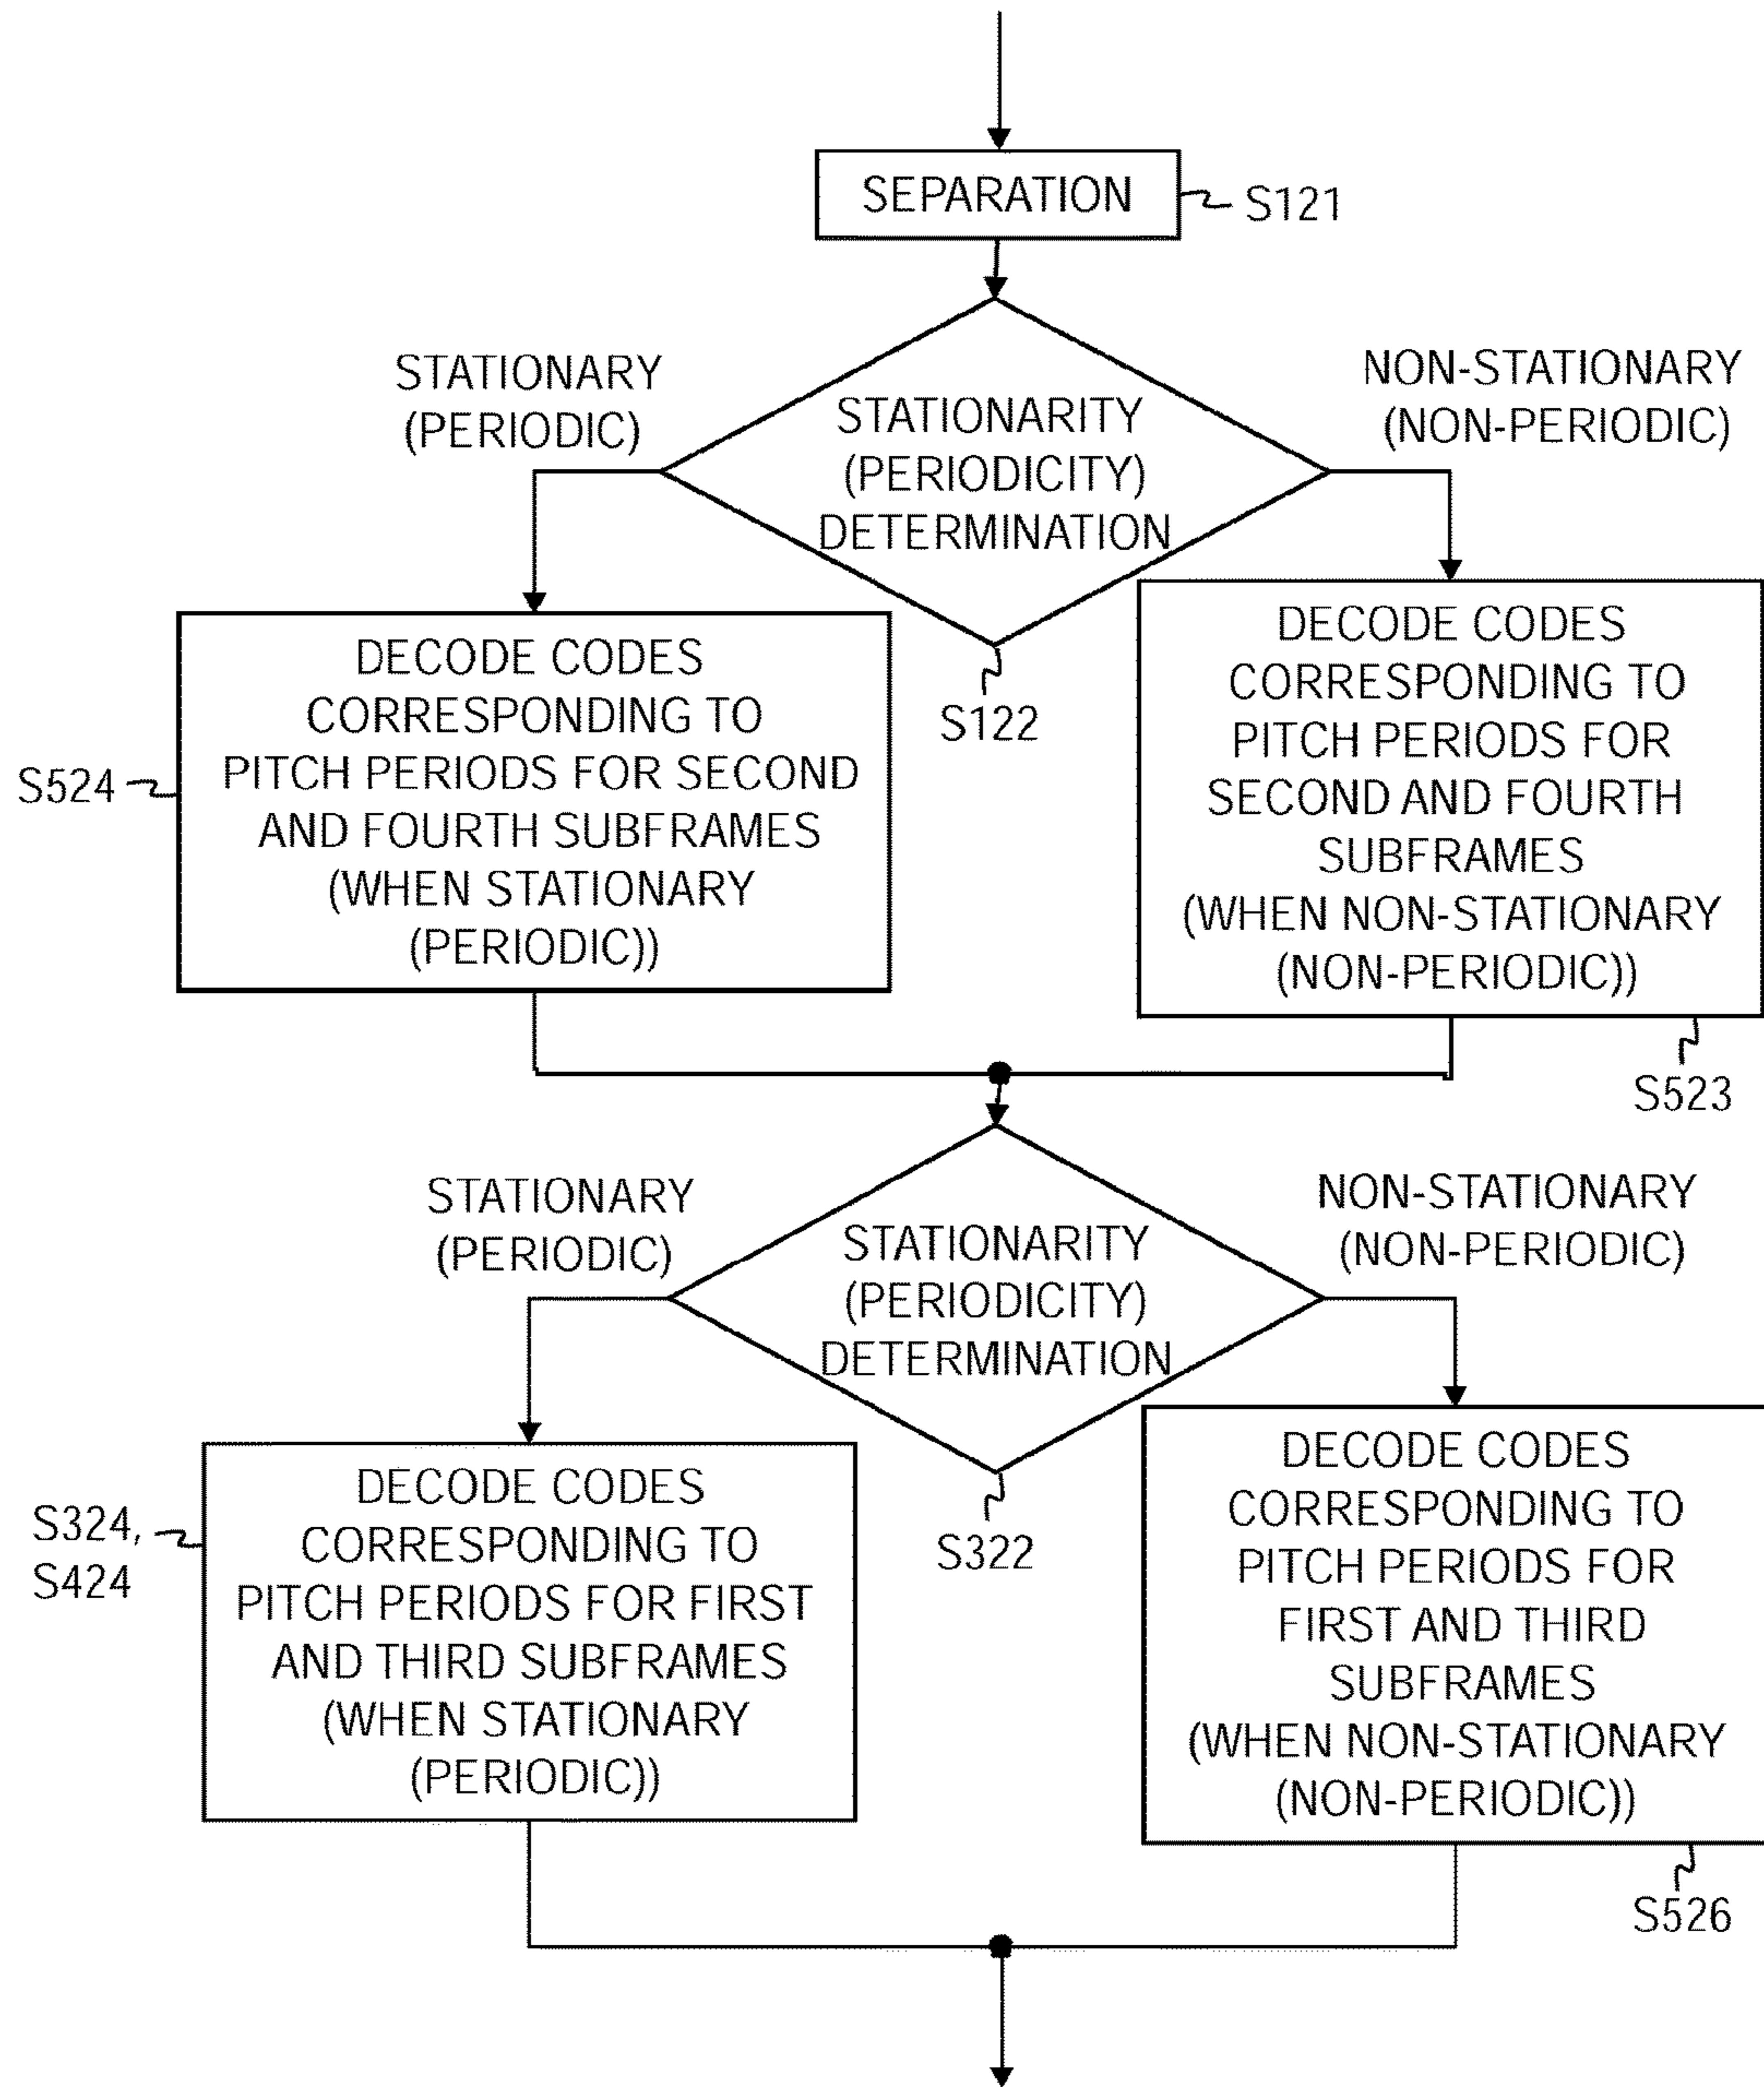 SEPARATION
S121
STATIONARY
(PERIODIC)
STATIONARITY
(PERIODICITY)
DETERMINATION
NON-STATIONARY
(NON-PERIODIC)
S122
S524
DECODE CODES
CORRESPONDING TO
PITCH PERIODS FOR SECOND
AND FOURTH SUBFRAMES
(WHEN STATIONARY
(PERIODIC))
DECODE CODES
CORRESPONDING TO
PITCH PERIODS FOR
SECOND AND FOURTH
SUBFRAMES
(WHEN NON-STATIONARY
(NON-PERIODIC))
S523
STATIONARY
(PERIODIC)
STATIONARITY
(PERIODICITY)
DETERMINATION
NON-STATIONARY
(NON-PERIODIC)
S322
S324,
S424
DECODE CODES
CORRESPONDING TO
PITCH PERIODS FOR FIRST
AND THIRD SUBFRAMES
(WHEN STATIONARY
(PERIODIC))
DECODE CODES
CORRESPONDING TO
PITCH PERIODS FOR
FIRST AND THIRD
SUBFRAMES
(WHEN NON-STATIONARY
(NON-PERIODIC))
S526